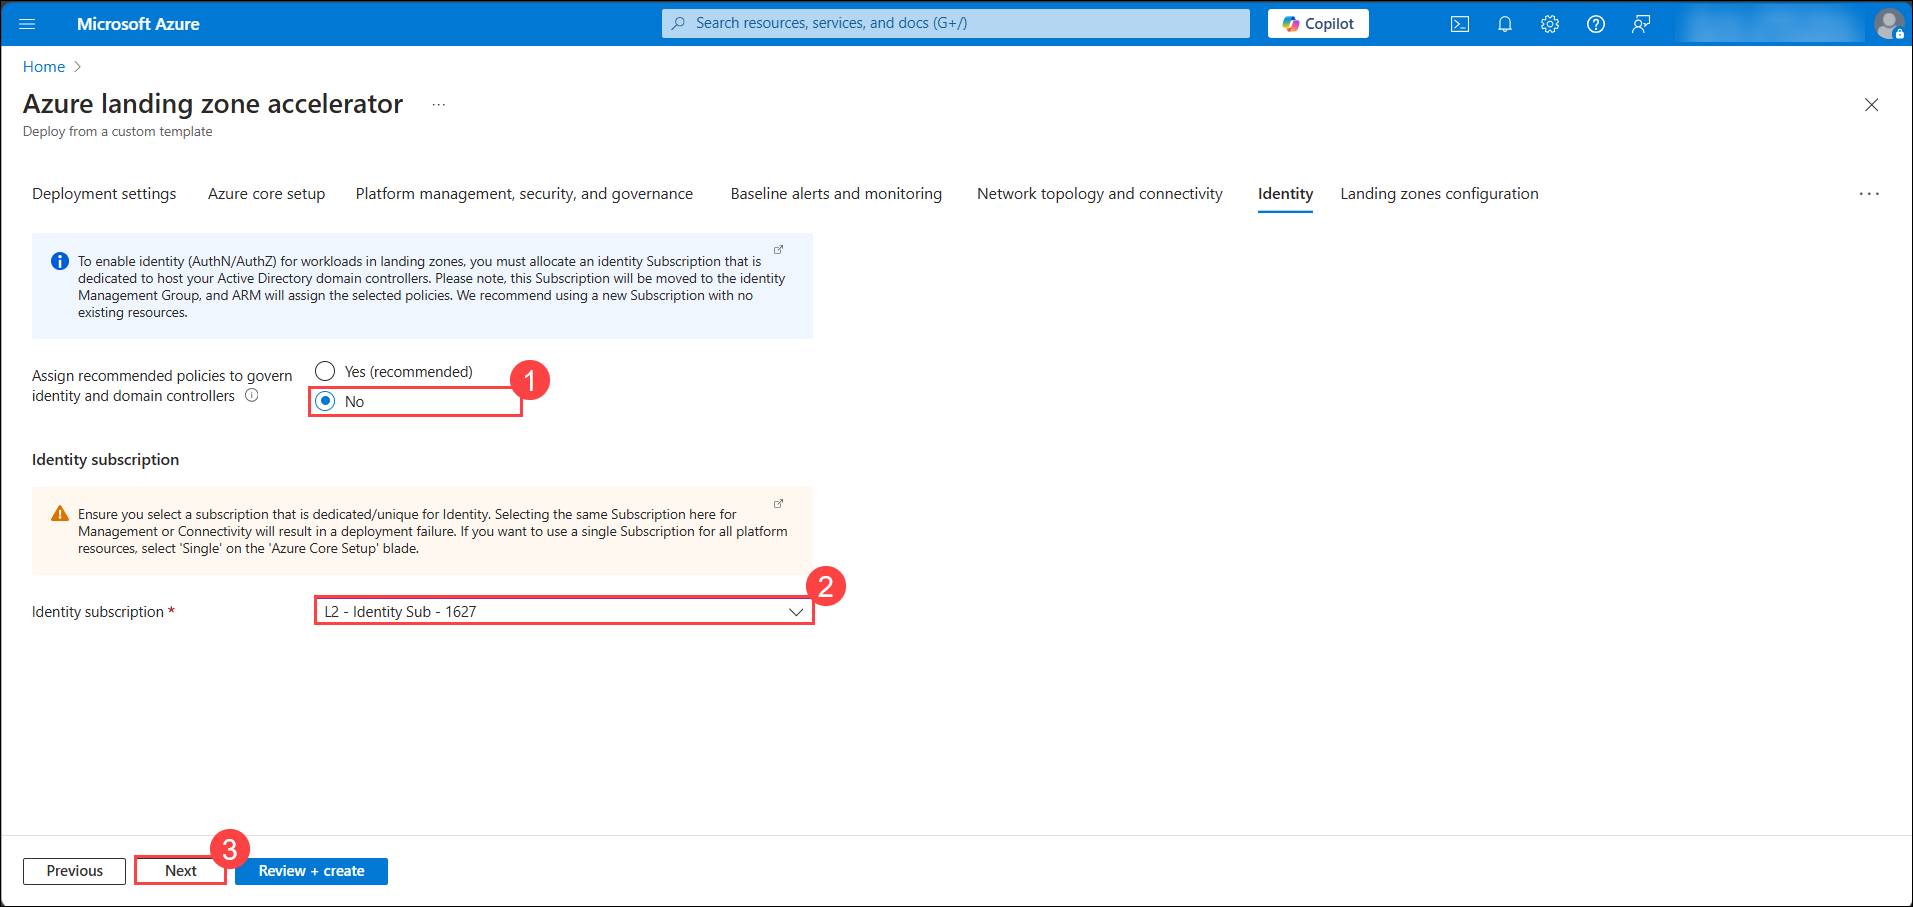 Microsoft Azure
Search resources, services, and docs (G+/)
Copilot
Home
Azure landing zone accelerator
Deploy from a custom template
Deployment settings
Azure core setup
Platform management, security, and governance
Baseline alerts and monitoring
Network topology and connectivity
Identity
Landing zones configuration
To enable identity (AuthN/AuthZ) for workloads in landing zones, you must allocate an identity Subscription that is
dedicated to host your Active Directory domain controllers. Please note, this Subscription will be moved to the identity
Management Group, and ARM will assign the selected policies. We recommend using a new Subscription with no
existing resources.
Assign recommended policies to govern
identity and domain controllers
Yes (recommended)
No
1
Identity subscription
Ensure you select a subscription that is dedicated/unique for Identity. Selecting the same Subscription here for
Management or Connectivity will result in a deployment failure. If you want to use a single Subscription for all platform
resources, select 'Single' on the 'Azure Core Setup' blade.
2
Identity subscription *
L2 - Identity Sub - 1627
3
Previous
Next
Review + create